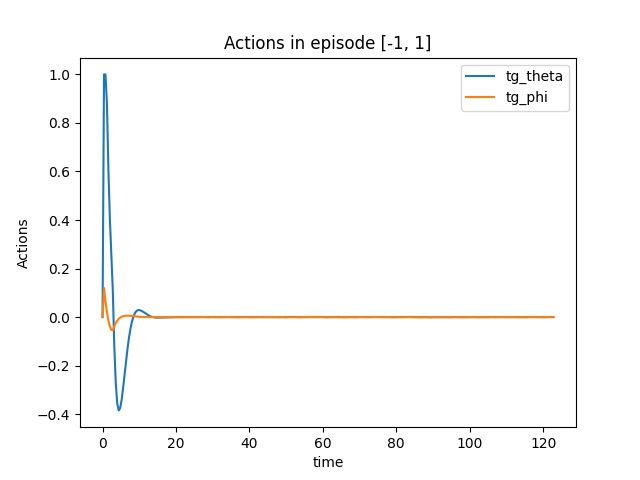 Actions in episode [-1, 1]
tg_theta
tg_phi
1.0
0.8
0.6
0.4
0.2
0.0
−0.2
−0.4
Actions
0 20 40 60 80 100 120
time